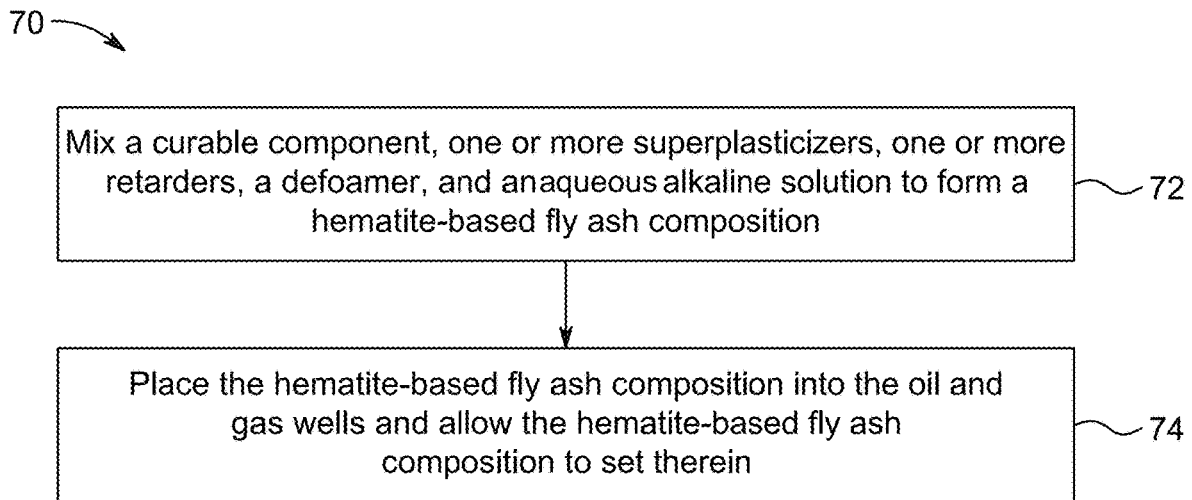 70
Mix a curable component, one or more superplasticizers, one or more
retarders, a defoamer, and anaqueous alkaline solution to form a
hematite-based fly ash composition
72
Place the hematite-based fly ash composition into the oil and
gas wells and allow the hematite-based fly ash
composition to set therein
74